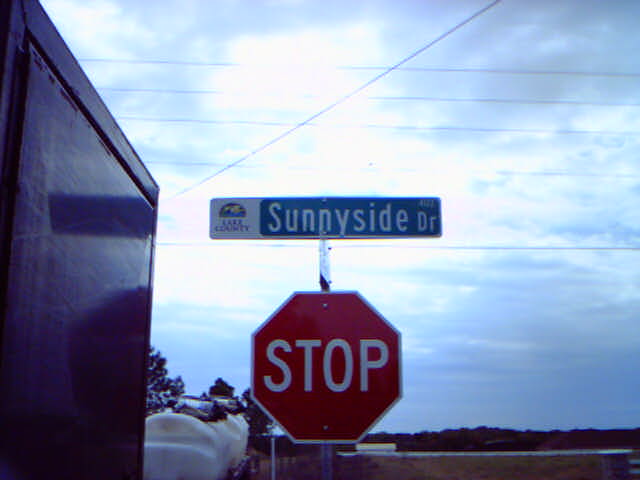 LAKE
COUNTY
Sunnyside Dr
STOP